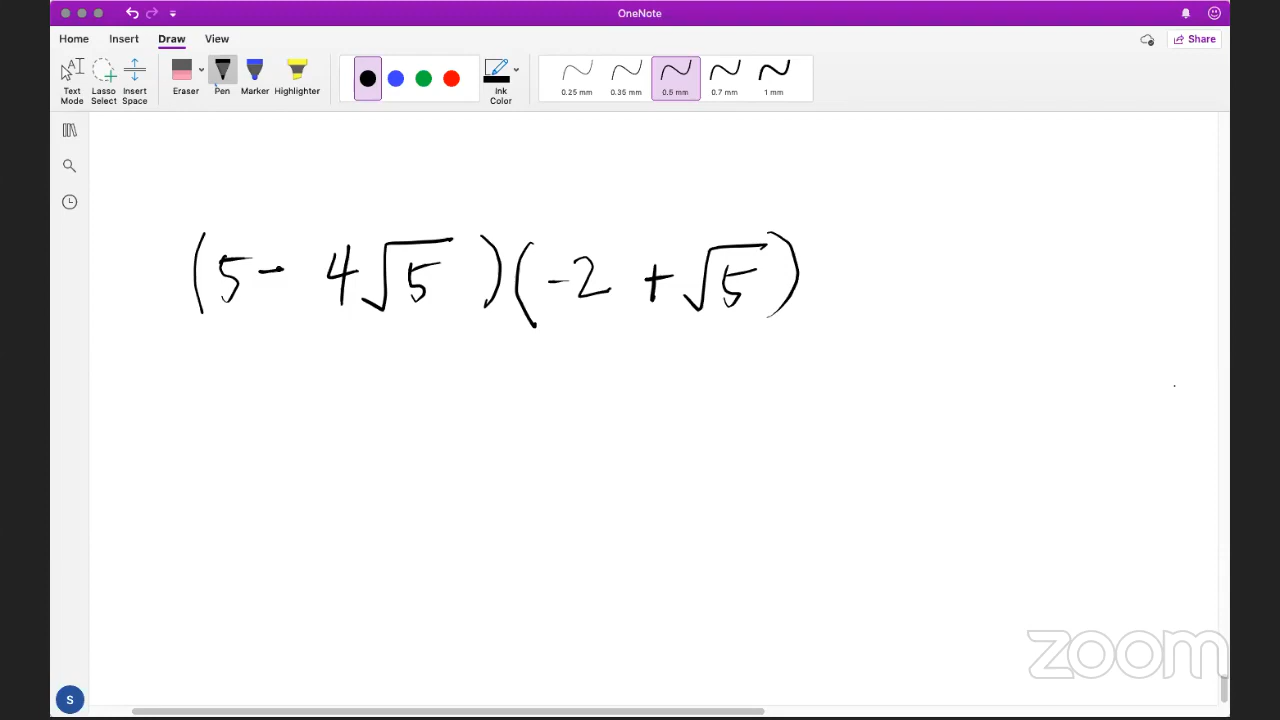 OneNote
Home Insert Draw View Share
Text Mode Lasso Select Insert Space Eraser Pen Marker Highlighter Ink Color 0.25 mm 0.35 mm 0.5 mm 0.7 mm 1 mm
(5 - 4√5)(-2 + √5)
zoom
S